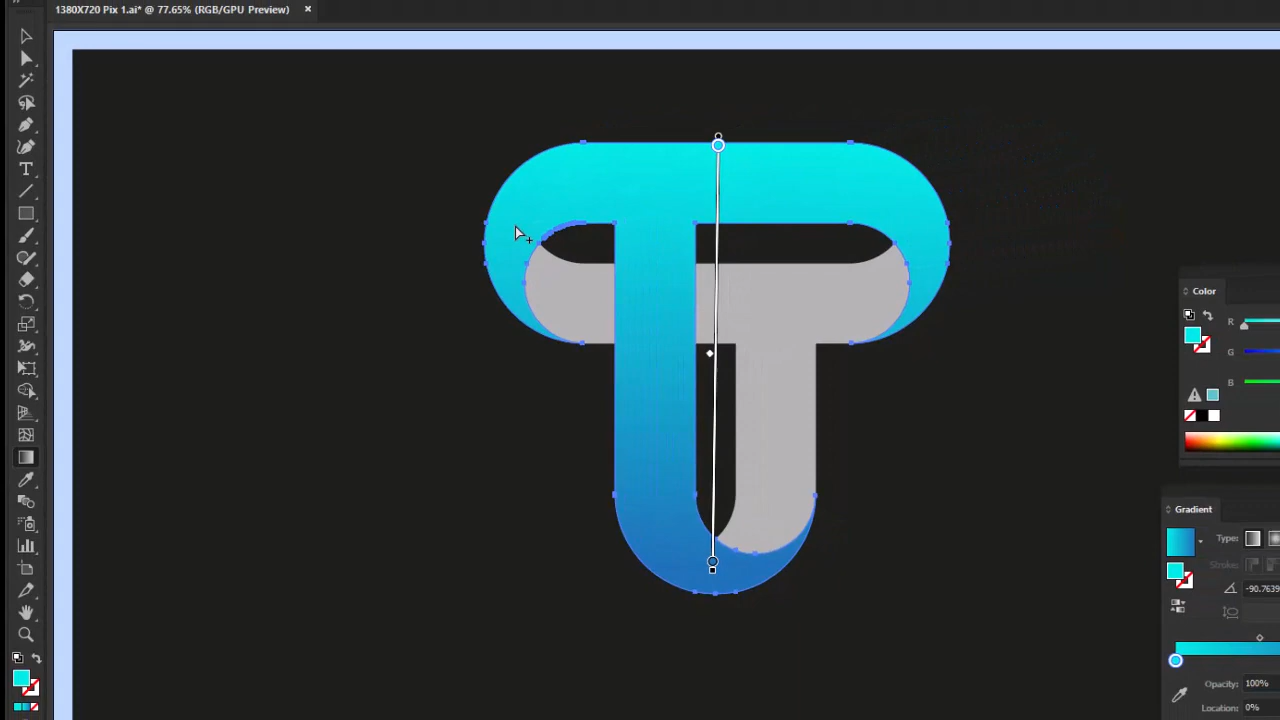 1380X720 Pix 1.ai* @ 77.65% (RGB/GPU Preview) ×
Color
R
G
B
Gradient
Type:
Stroke:
-90.7639
Opacity: 100%
Location: 0%